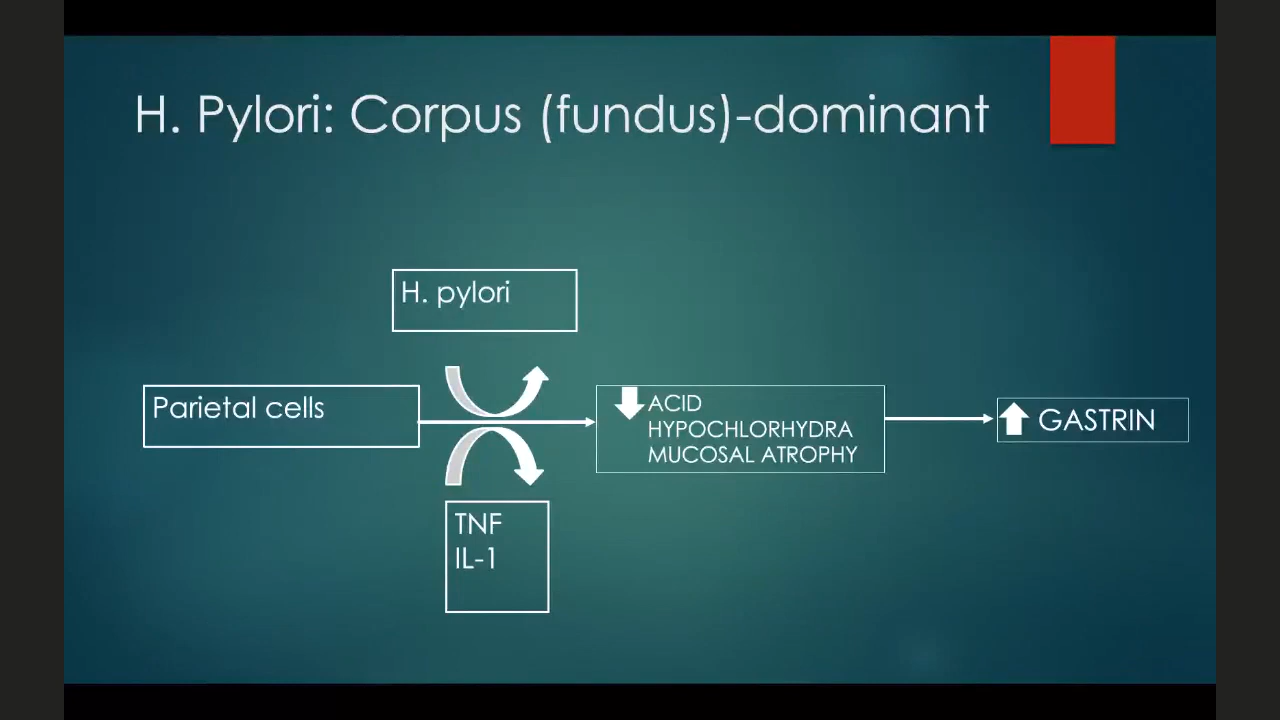 H. Pylori: Corpus (fundus)-dominant
H. pylori
Parietal cells
ACID
HYPOCHLORHYDRA
MUCOSAL ATROPHY
GASTRIN
TNF
IL-1